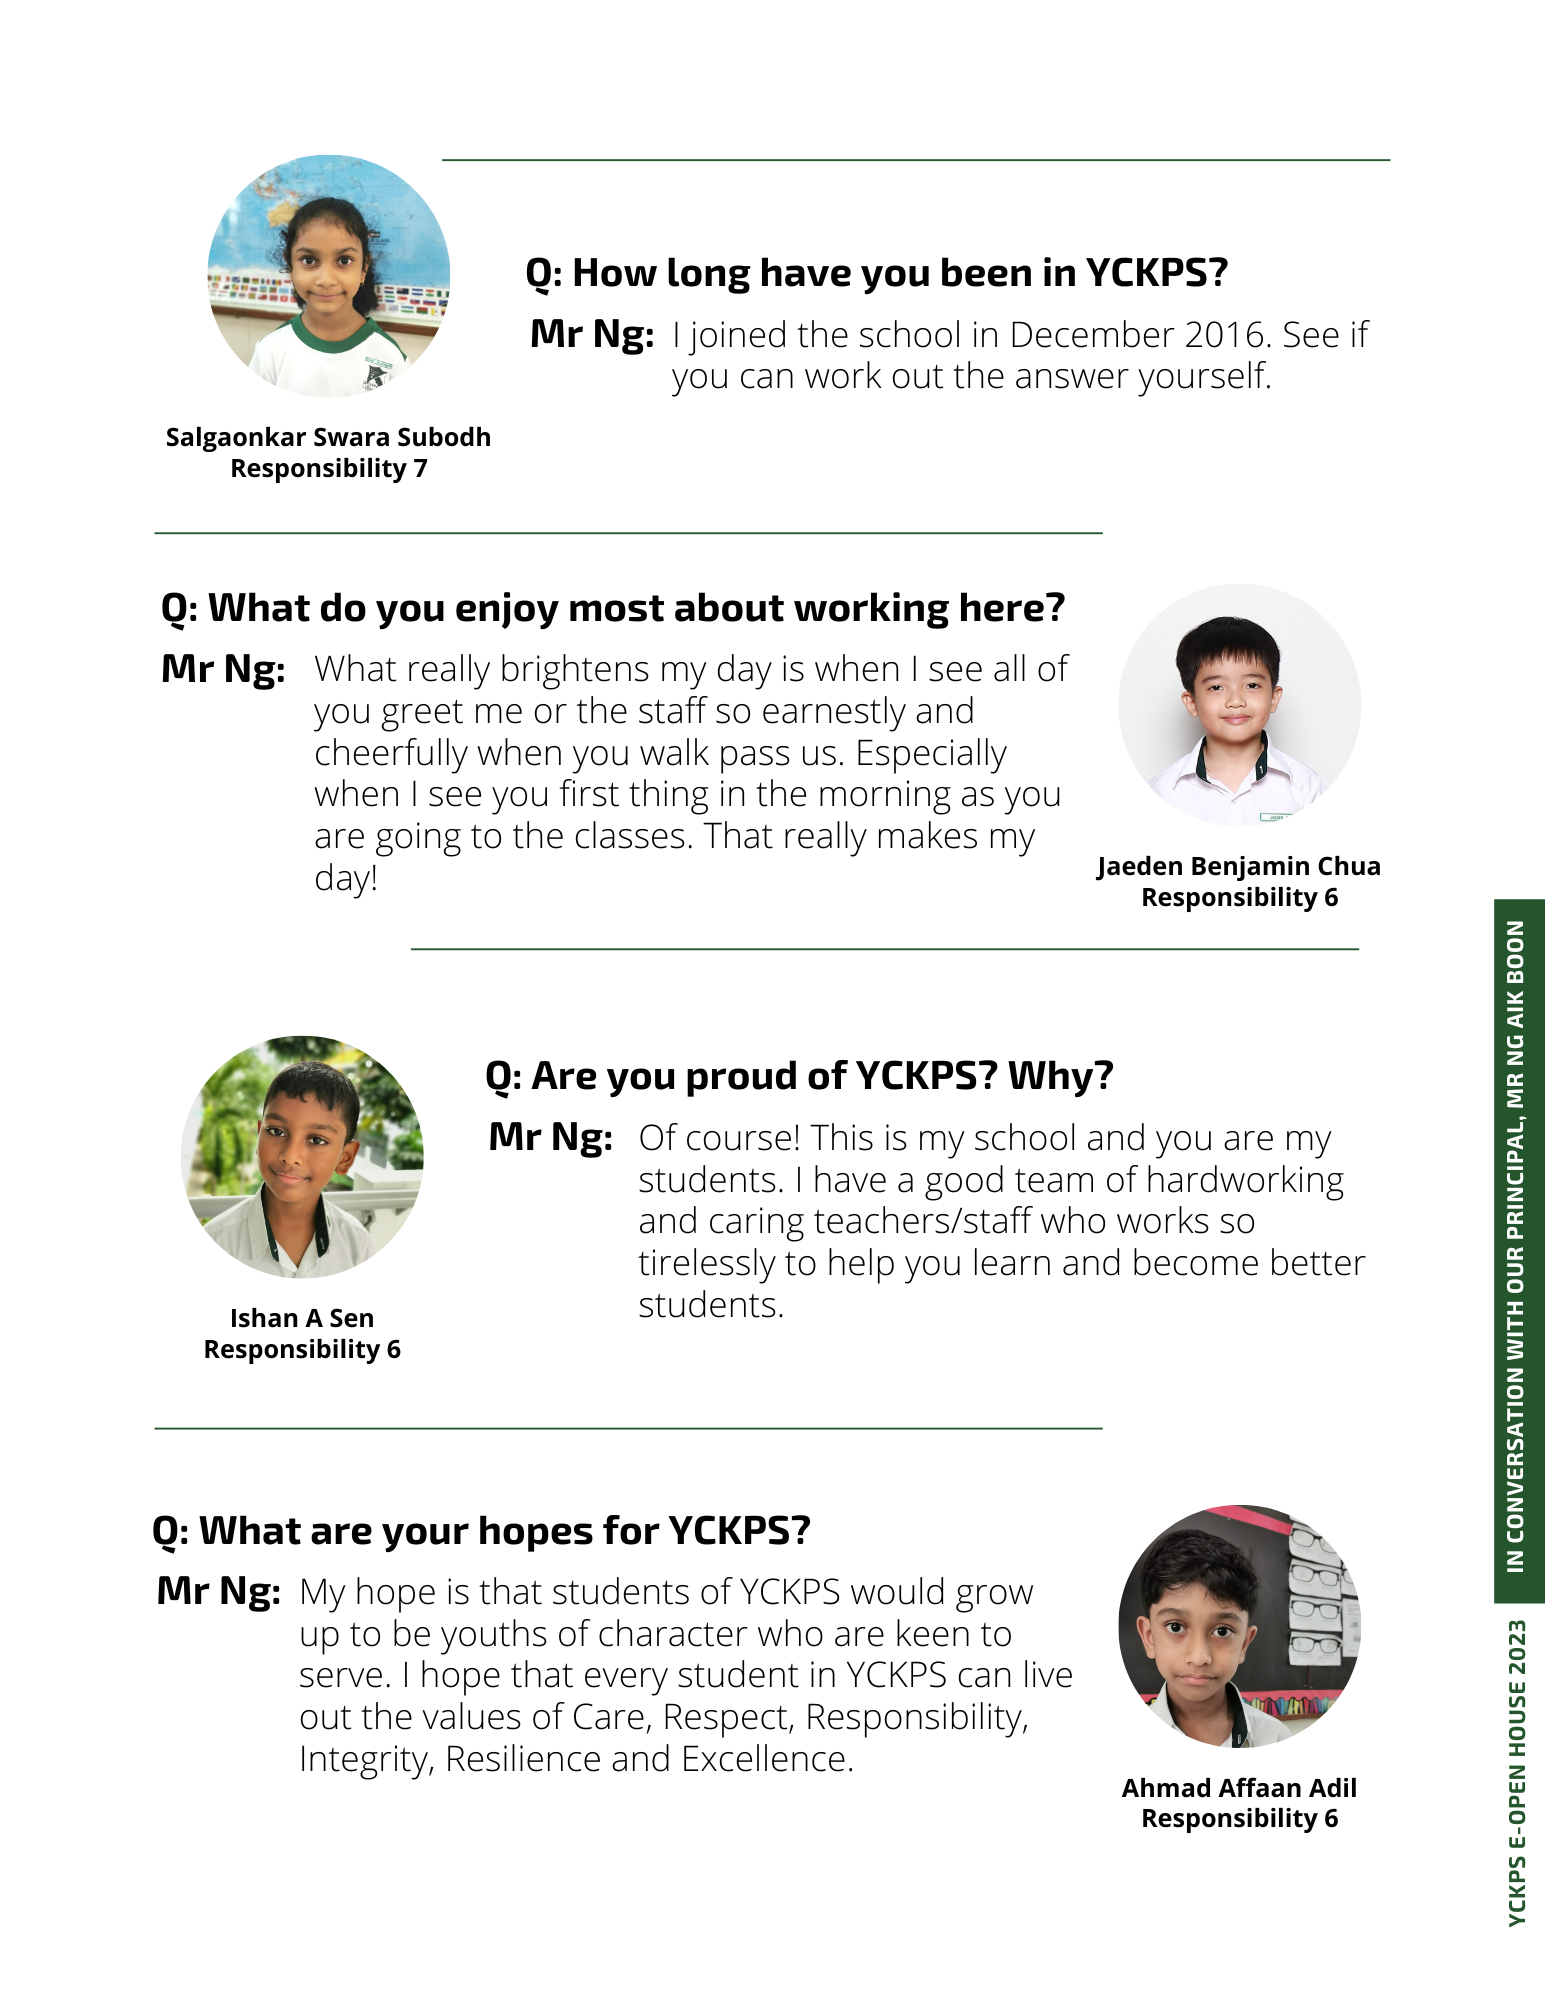 Q: How long have you been in YCKPS?
Mr Ng: I joined the school in December 2016. See if
you can work out the answer yourself.
Salgaonkar Swara Subodh
Responsibility 7
Q: What do you enjoy most about working here?
Mr Ng: What really brightens my day is when I see all of
you greet me or the staff so earnestly and
cheerfully when you walk pass us. Especially
when I see you first thing in the morning as you
are going to the classes. That really makes my
day!
Jaeden Benjamin Chua
Responsibility 6
Q: Are you proud of YCKPS? Why?
Mr Ng: Of course! This is my school and you are my
students. I have a good team of hardworking
and caring teachers/staff who works so
tirelessly to help you learn and become better
students.
Ishan A Sen
Responsibility 6
Q: What are your hopes for YCKPS?
Mr Ng: My hope is that students of YCKPS would grow
up to be youths of character who are keen to
serve. I hope that every student in YCKPS can live
out the values of Care, Respect, Responsibility,
Integrity, Resilience and Excellence.
Ahmad Affaan Adil
Responsibility 6
IN CONVERSATION WITH OUR PRINCIPAL, MR NG AIK BOON
YCKPS E-OPEN HOUSE 2023